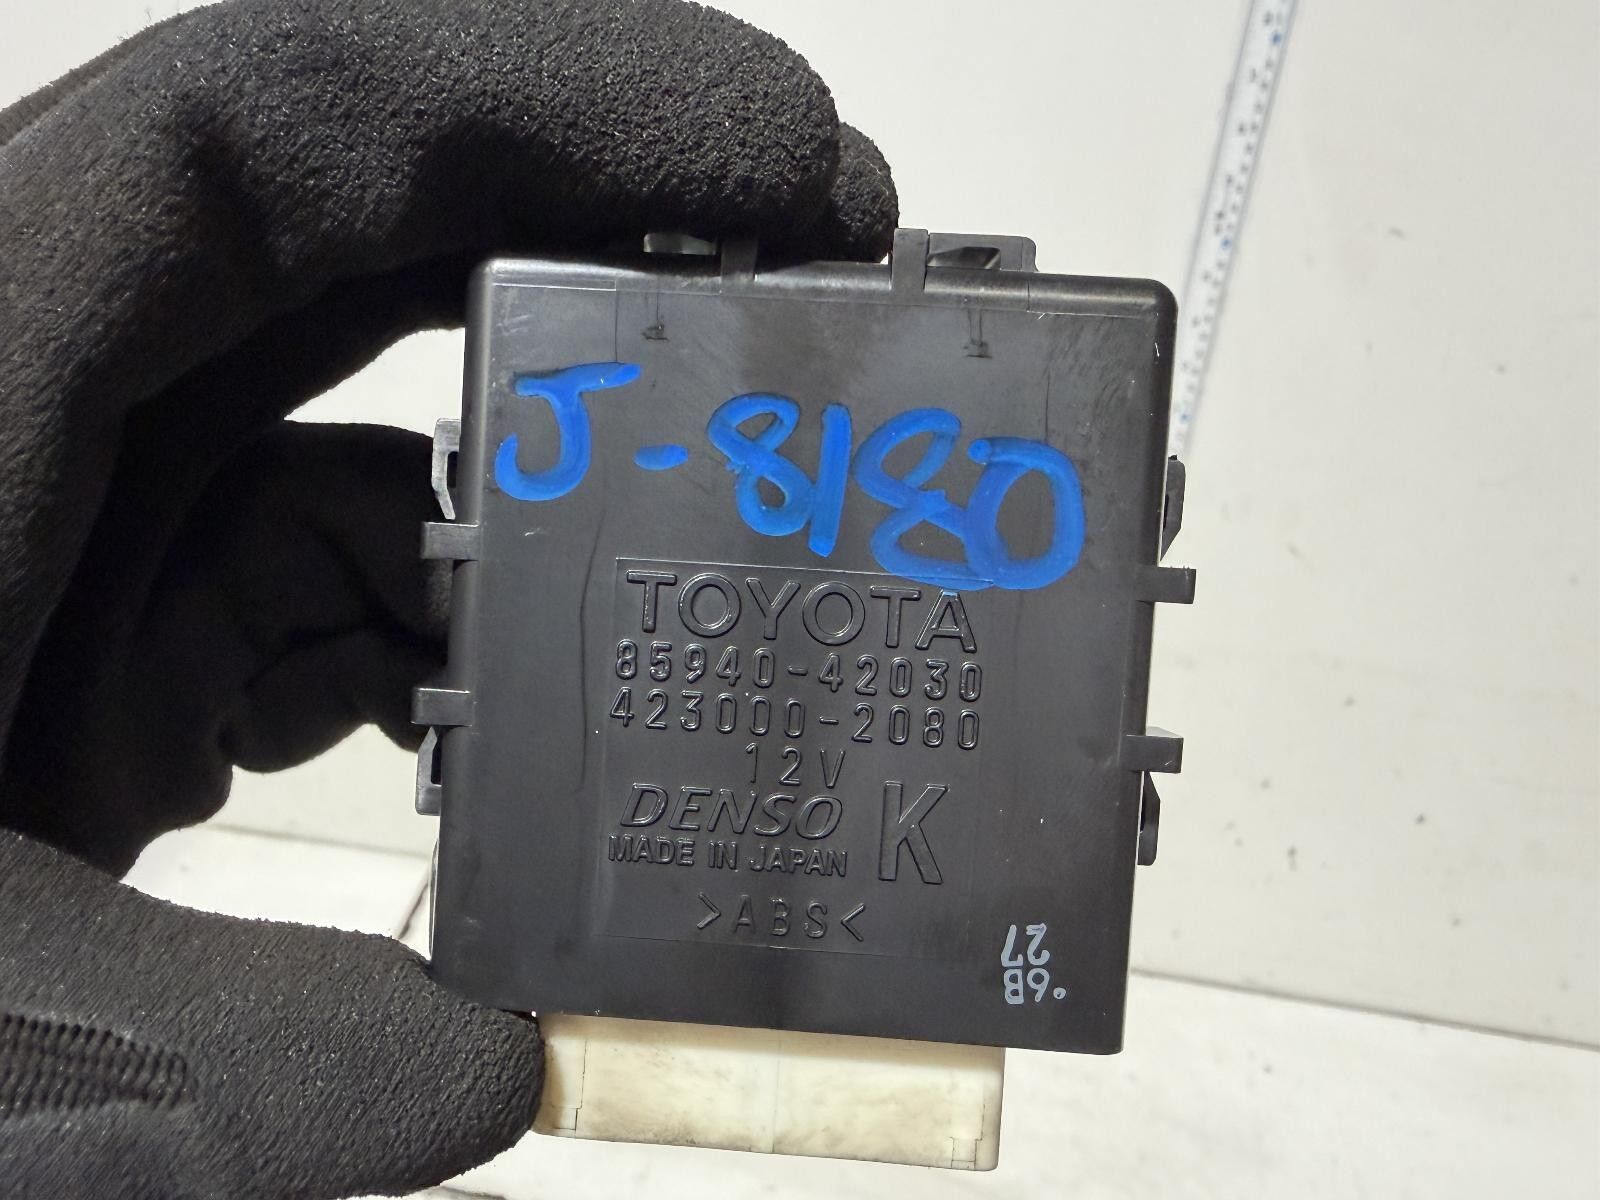 J-8180
TOYOTA
85940-42030
423000-2080
12V
DENSO K
MADE IN JAPAN
>ABS<
.6B
27